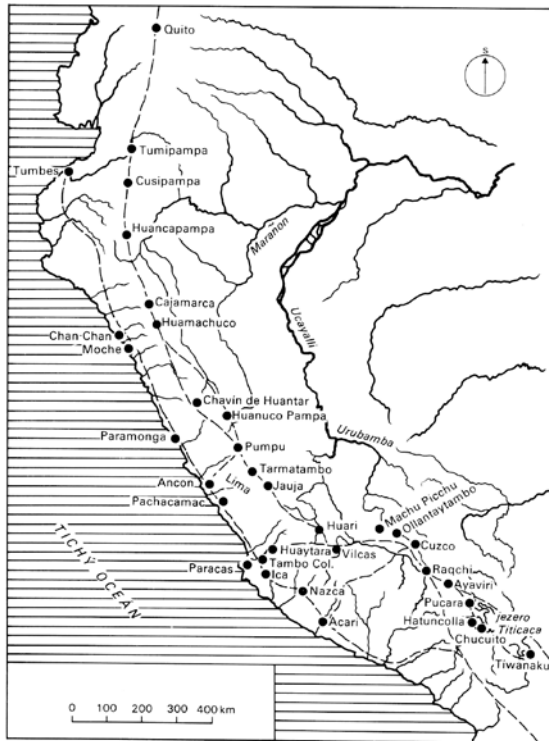 Quito
S
Tumipampa
Tumbes
Cusipampa
Huancapampa
Marañon
Ucayalli
Cajamarca
Huamachuco
Chan-Chan
Moche
Chavín de Huantar
Huanuco Pampa
Urubamba
Paramonga
Pumpu
Tarmatambo
Ancon
Lima
Jauja
Pachacamac
Machu Picchu
Ollantaytambo
Huari
Cuzco
Huaytara
Vilcas
TICHÝ OCEÁN
Paracas
Tambo Col.
Raqchi
Ica
Ayaviri
Nazca
Pucara
jezero
Titicaca
Acari
Hatuncolla
Chucuito
Tiwanaku
0 100 200 300 400 km